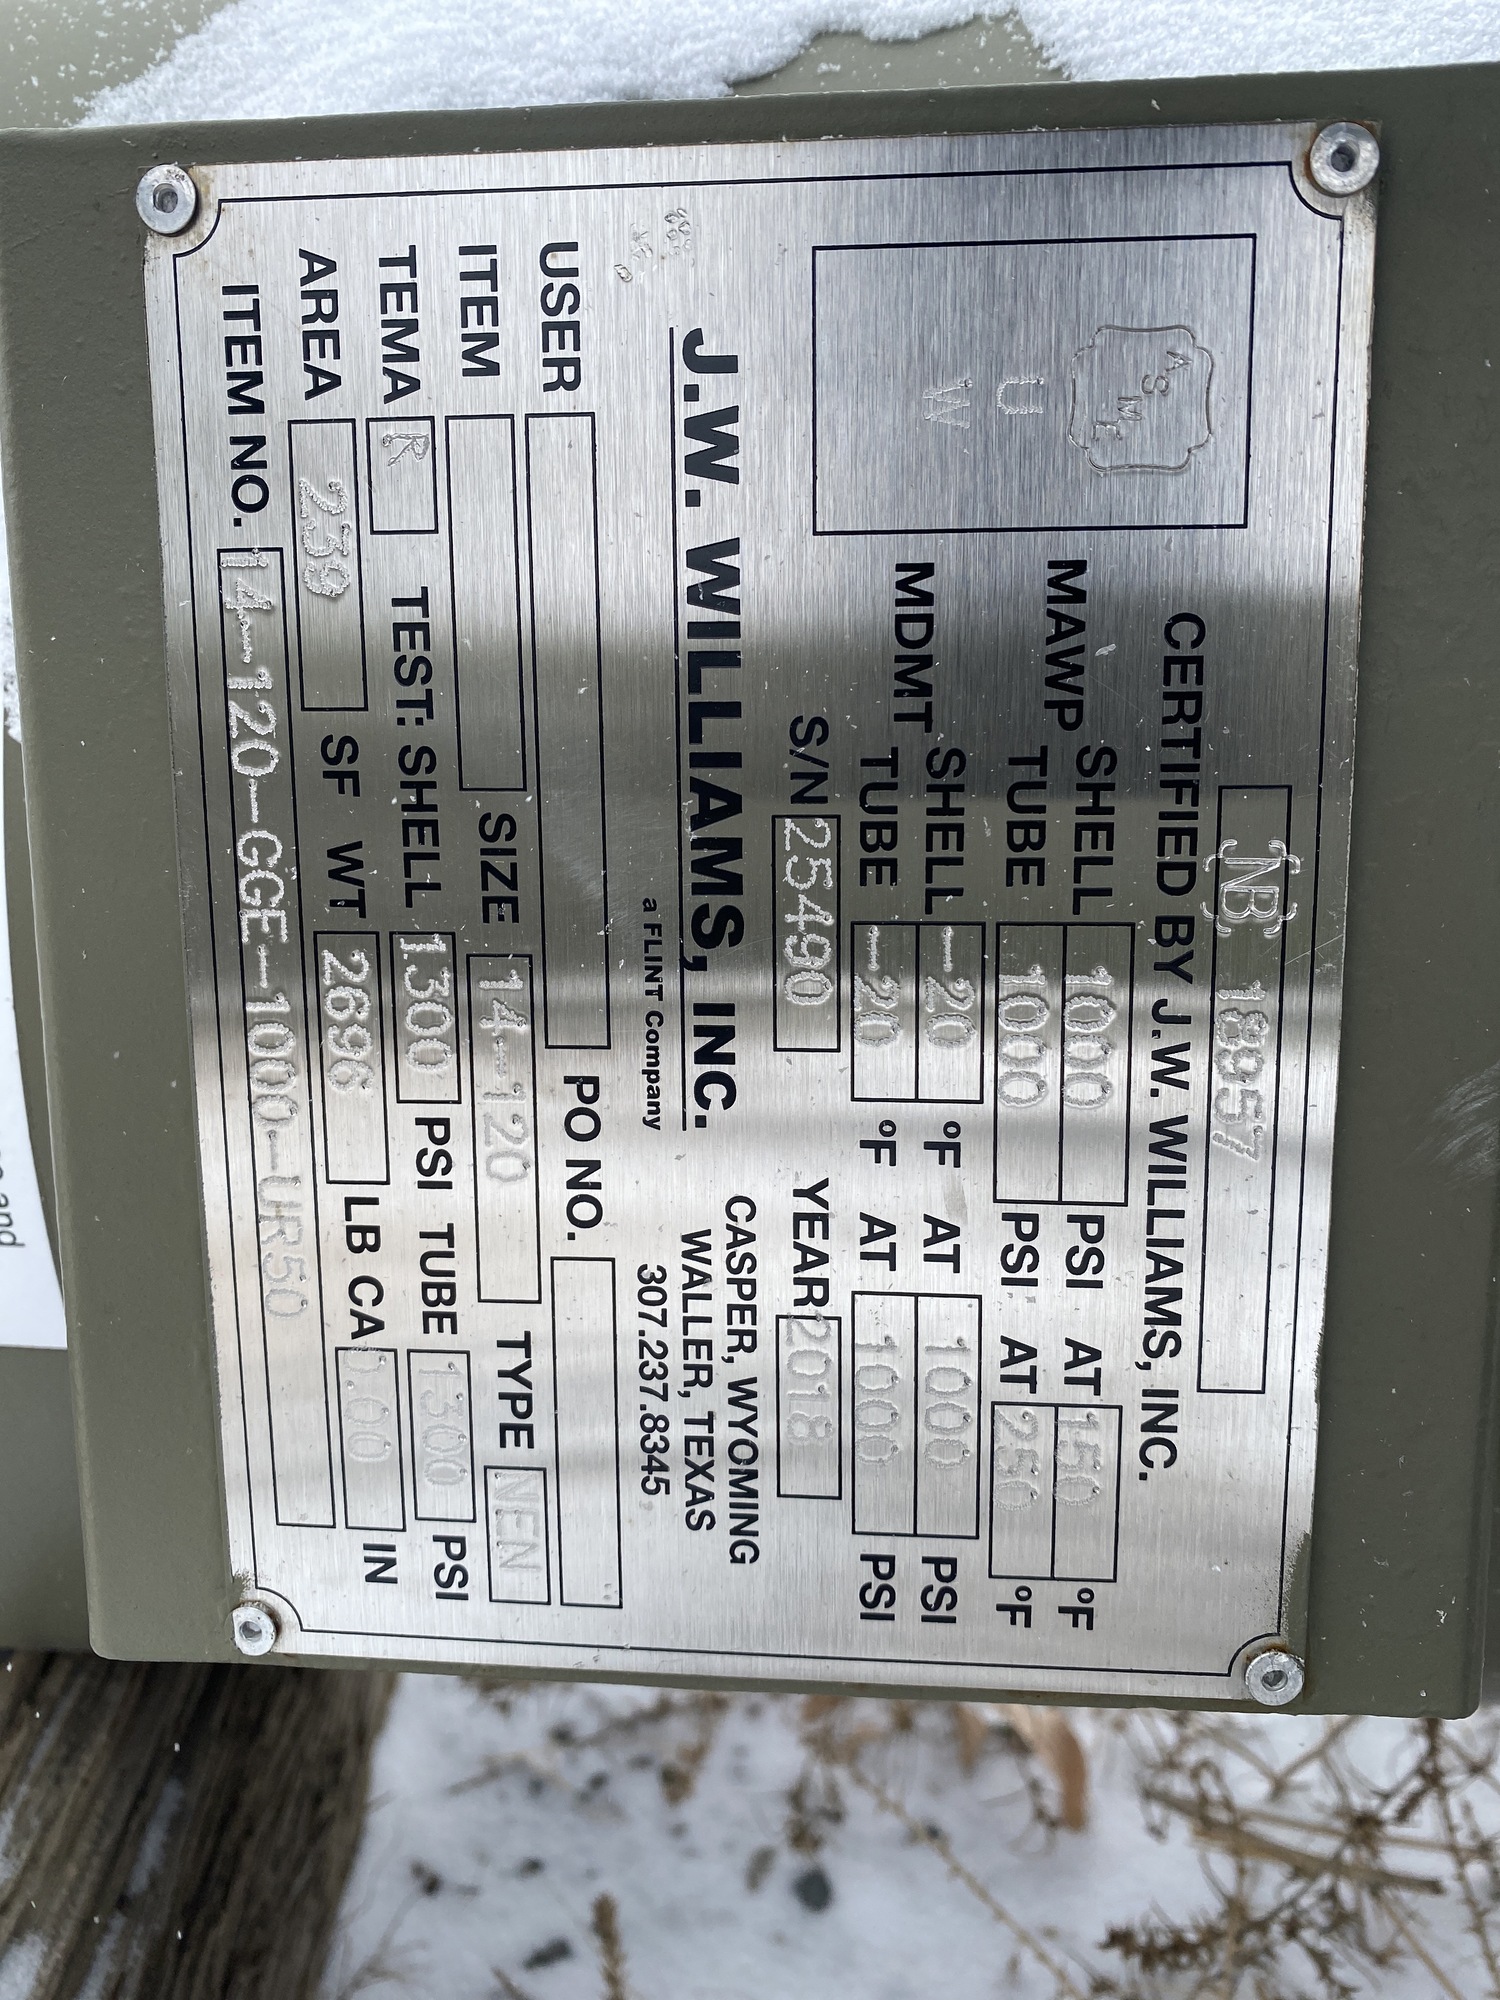 NB 18957
CERTIFIED BY J.W. WILLIAMS, INC.
ASME
U
W
MAWP SHELL 1000 PSI AT 150 °F
TUBE 1000 PSI AT 250 °F
MDMT SHELL -20 °F AT 1000 PSI
TUBE -20 °F AT 1000 PSI
S/N 25490 YEAR 2018
J.W. WILLIAMS, INC.
a FLINT Company
CASPER, WYOMING
WALLER, TEXAS
307.237.8345
USER PO NO.
ITEM SIZE 14-120 TYPE NEN
TEMA R TEST: SHELL 1300 PSI TUBE 1300 PSI
AREA 239 SF WT 2696 LB CA .00 IN
ITEM NO. 14-120-GGE-1000-UR50
and